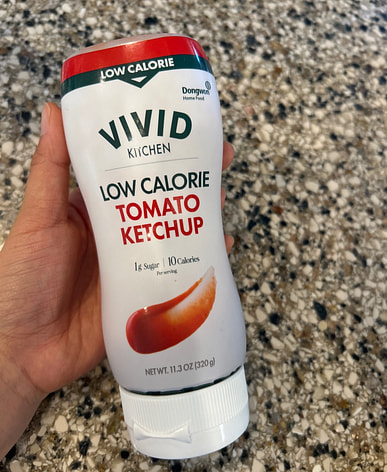 LOW CALORIE
Dongwon
Home Food
VIVID
KITCHEN
LOW CALORIE
TOMATO
KETCHUP
1g Sugar | 10 Calories
Per serving
NET WT. 11.3 OZ (320g)